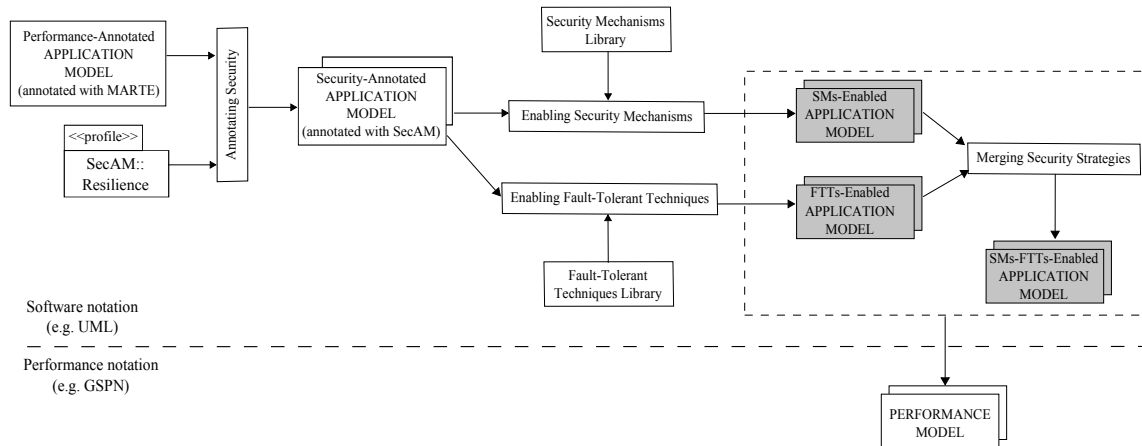 Performance-Annotated
APPLICATION
MODEL
(annotated with MARTE)
<<profile>>
SecAM::
Resilience
Annotating Security
Security-Annotated
APPLICATION
MODEL
(annotated with SecAM)
Security Mechanisms
Library
Enabling Security Mechanisms
Enabling Fault-Tolerant Techniques
Fault-Tolerant
Techniques Library
SMs-Enabled
APPLICATION
MODEL
FTTs-Enabled
APPLICATION
MODEL
Merging Security Strategies
SMs-FTTs-Enabled
APPLICATION
MODEL
Software notation
(e.g. UML)
Performance notation
(e.g. GSPN)
PERFORMANCE
MODEL